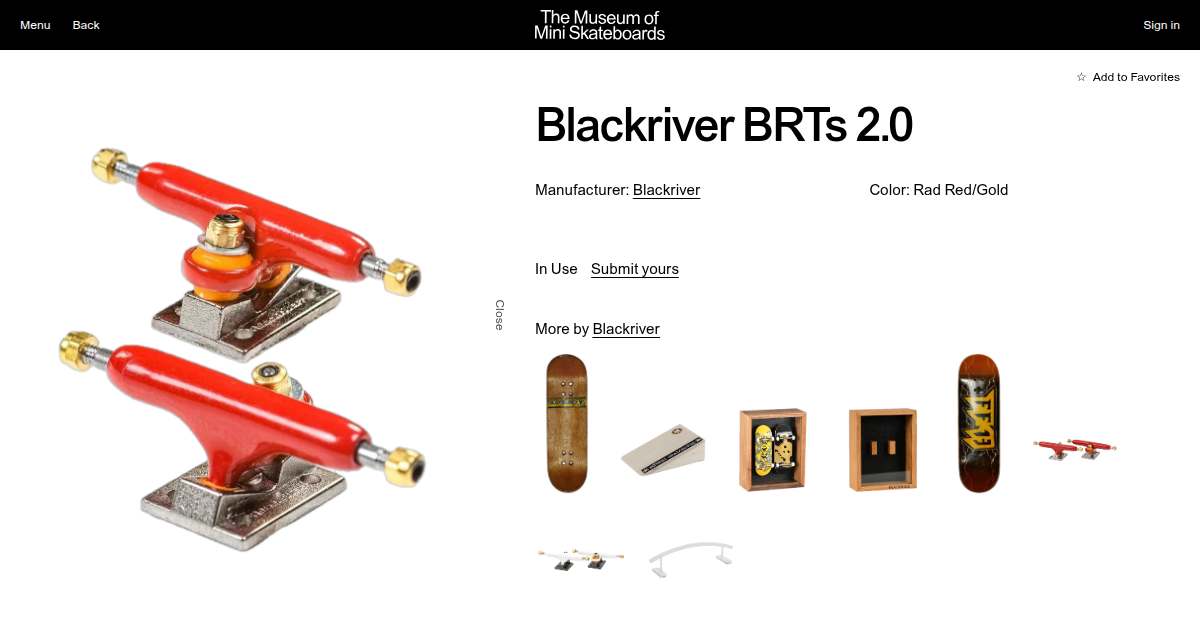 Menu
Back
The Museum of
Mini Skateboards
Sign in
☆ Add to Favorites
Blackriver BRTs 2.0
Manufacturer: Blackriver
Color: Rad Red/Gold
In Use
Submit yours
Close
More by Blackriver